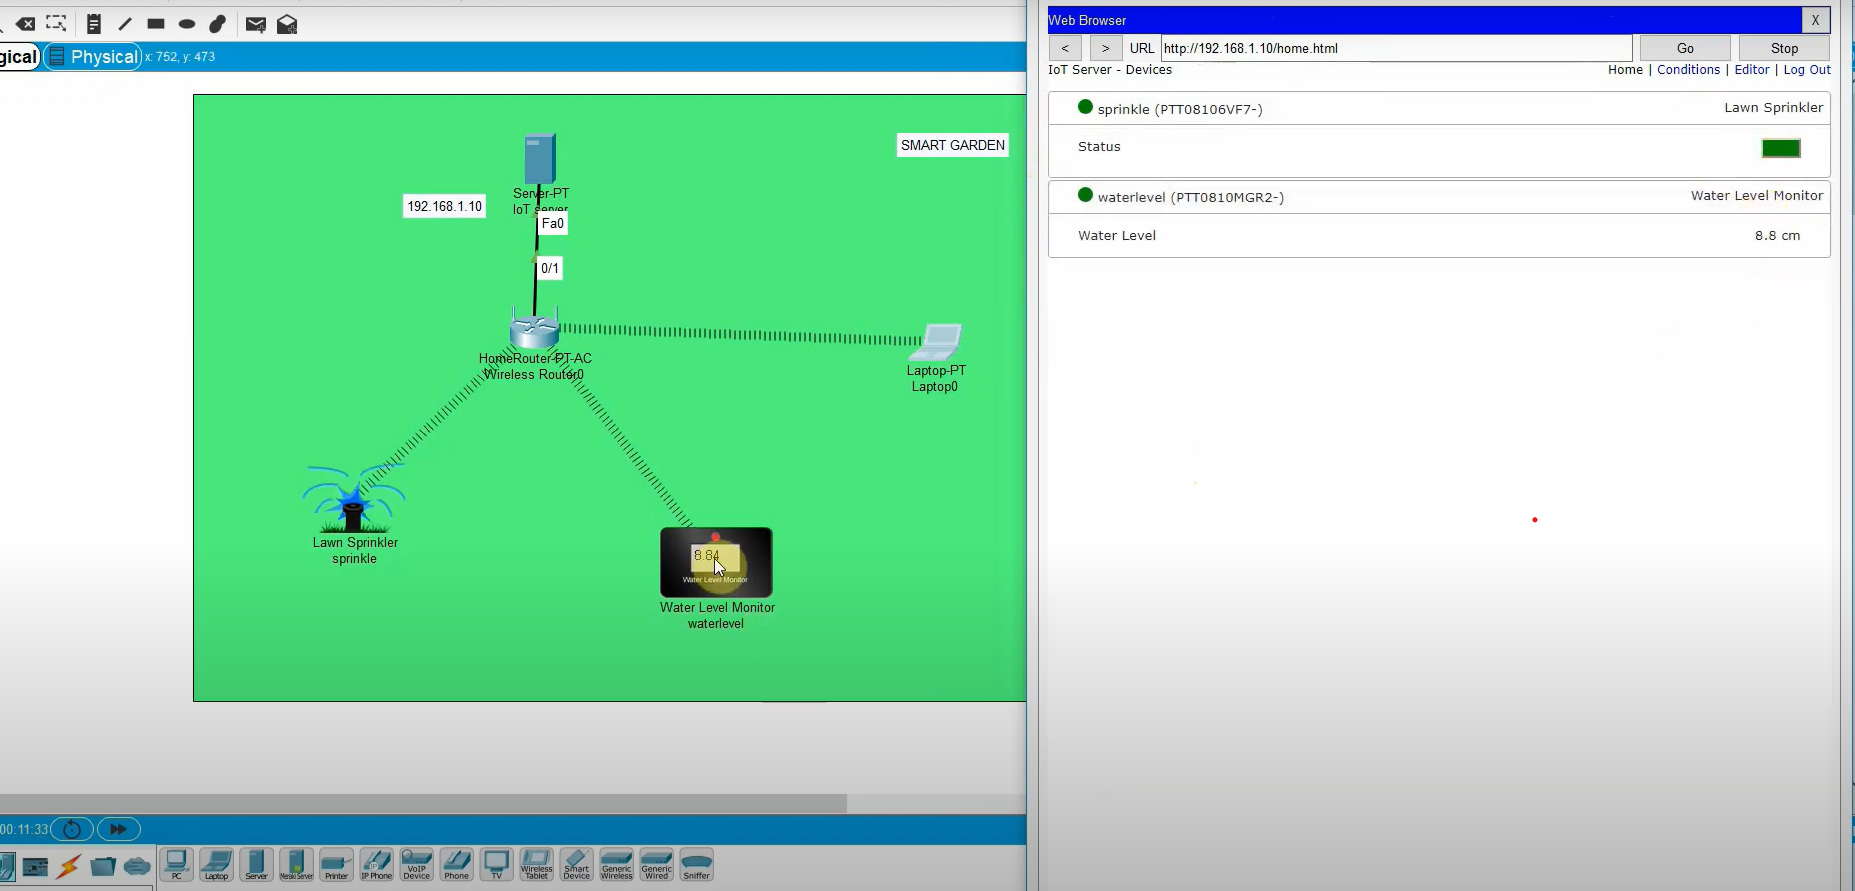 gical
Physical
x: 752, y: 473
SMART GARDEN
192.168.1.10
Server-PT
IoT server
Fa0
0/1
HomeRouter-PT-AC
Wireless Router0
Laptop-PT
Laptop0
Lawn Sprinkler
sprinkle
8.84
Water Level Monitor
Water Level Monitor
waterlevel
00:11:33
PC
Laptop
Server
Meraki Server
Printer
IP Phone
VoIP Device
Phone
TV
Wireless Tablet
Smart Device
Generic Wireless
Generic Wired
Sniffer
Web Browser
X
< > URL http://192.168.1.10/home.html Go Stop
IoT Server - Devices Home | Conditions | Editor | Log Out
sprinkle (PTT08106VF7-) Lawn Sprinkler
Status
waterlevel (PTT0810MGR2-) Water Level Monitor
Water Level 8.8 cm